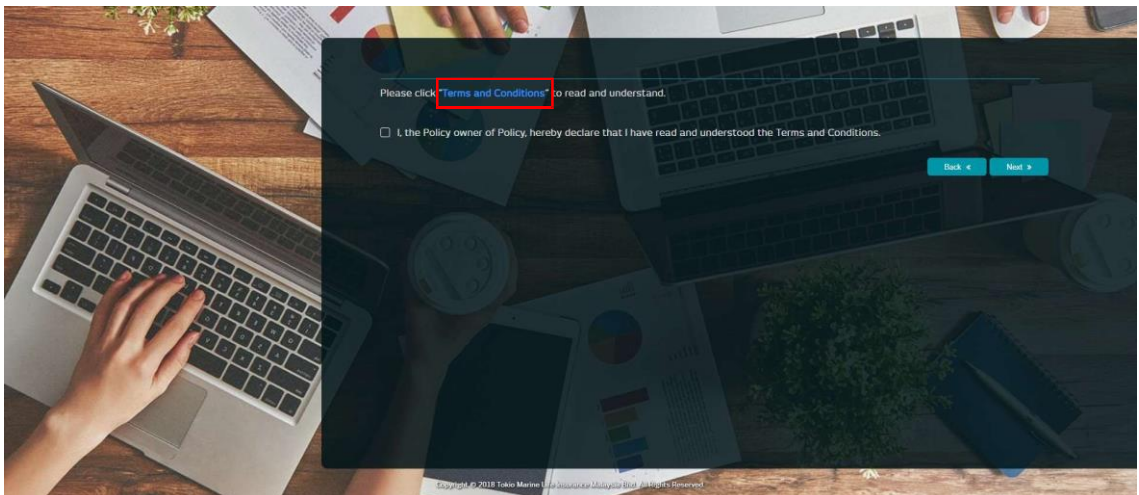 Please click "Terms and Conditions" to read and understand.
I, the Policy owner of Policy, hereby declare that I have read and understood the Terms and Conditions.
Back «
Next »
Copyright © 2018 Tokio Marine Life Insurance Malaysia Bhd. All Rights Reserved.